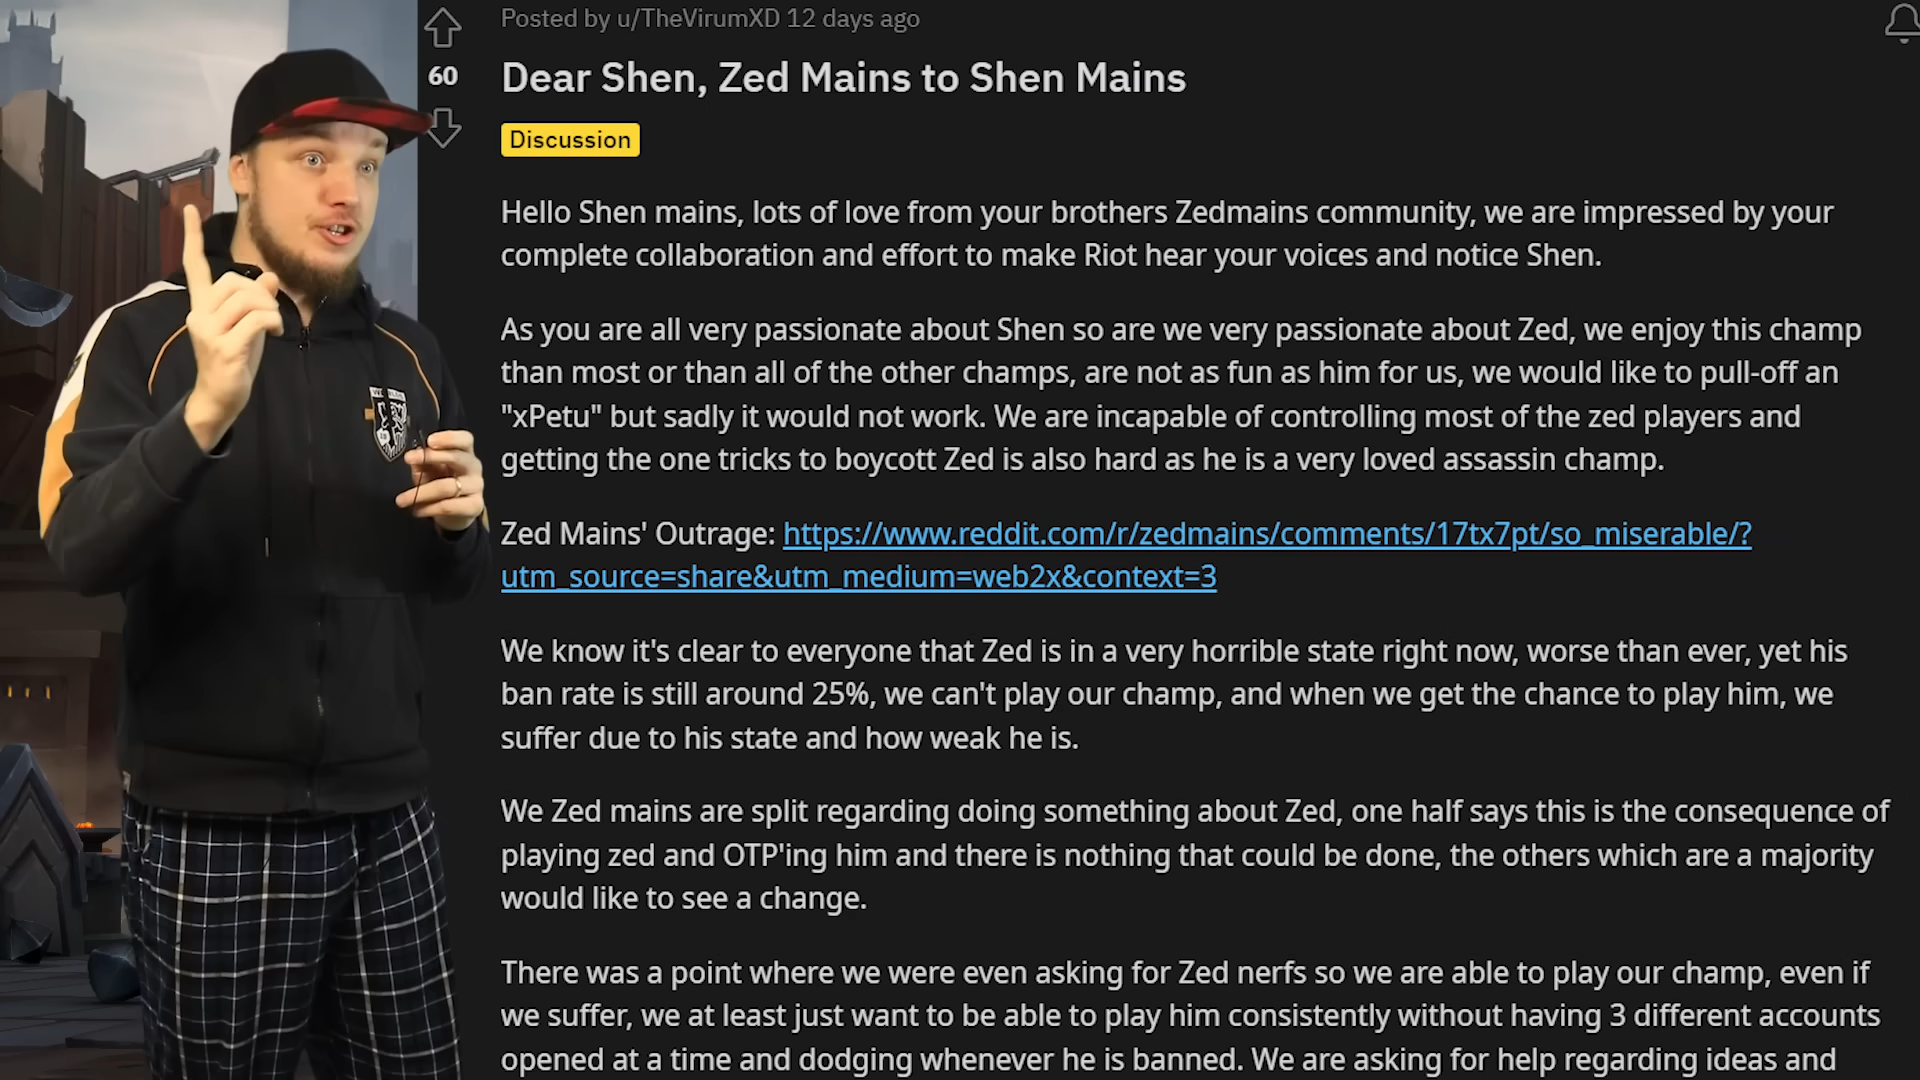 Posted by u/TheVirumXD 12 days ago
60
Dear Shen, Zed Mains to Shen Mains
Discussion
Hello Shen mains, lots of love from your brothers Zedmains community, we are impressed by your
complete collaboration and effort to make Riot hear your voices and notice Shen.
As you are all very passionate about Shen so are we very passionate about Zed, we enjoy this champ
than most or than all of the other champs, are not as fun as him for us, we would like to pull-off an
"xPetu" but sadly it would not work. We are incapable of controlling most of the zed players and
getting the one tricks to boycott Zed is also hard as he is a very loved assassin champ.
Zed Mains' Outrage: https://www.reddit.com/r/zedmains/comments/17tx7pt/so_miserable/?
utm_source=share&utm_medium=web2x&context=3
We know it's clear to everyone that Zed is in a very horrible state right now, worse than ever, yet his
ban rate is still around 25%, we can't play our champ, and when we get the chance to play him, we
suffer due to his state and how weak he is.
We Zed mains are split regarding doing something about Zed, one half says this is the consequence of
playing zed and OTP'ing him and there is nothing that could be done, the others which are a majority
would like to see a change.
There was a point where we were even asking for Zed nerfs so we are able to play our champ, even if
we suffer, we at least just want to be able to play him consistently without having 3 different accounts
opened at a time and dodging whenever he is banned. We are asking for help regarding ideas and